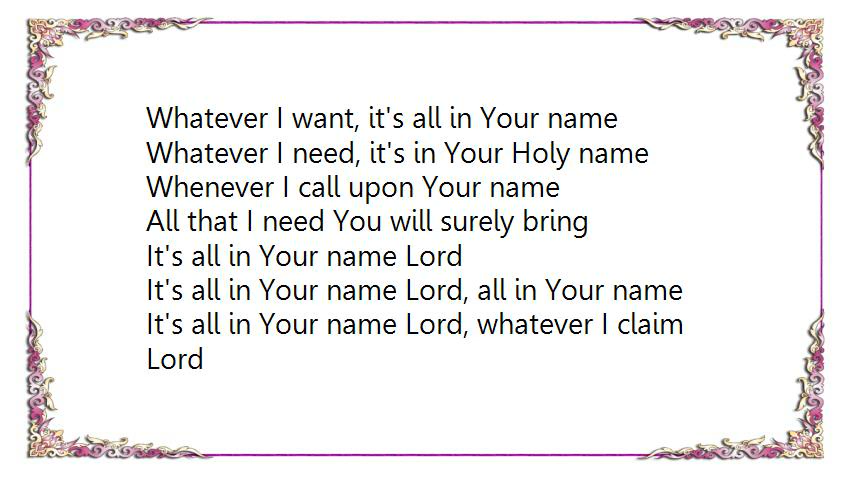 Whatever I want, it's all in Your name
Whatever I need, it's in Your Holy name
Whenever I call upon Your name
All that I need You will surely bring
It's all in Your name Lord
It's all in Your name Lord, all in Your name
It's all in Your name Lord, whatever I claim
Lord